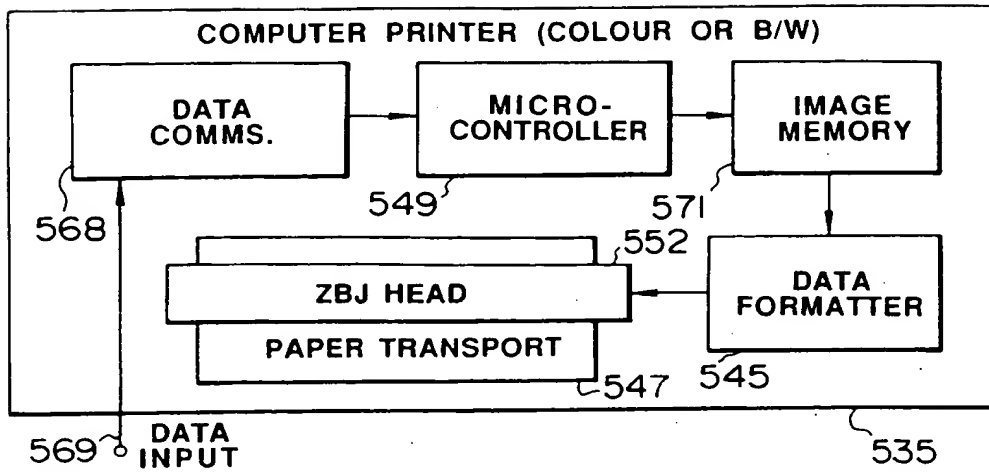 COMPUTER PRINTER (COLOUR OR B/W)
DATA
COMMS.
568
MICRO-
CONTROLLER
549
IMAGE
MEMORY
571
552
ZBJ HEAD
DATA
FORMATTER
545
PAPER TRANSPORT
547
535
569
DATA
INPUT